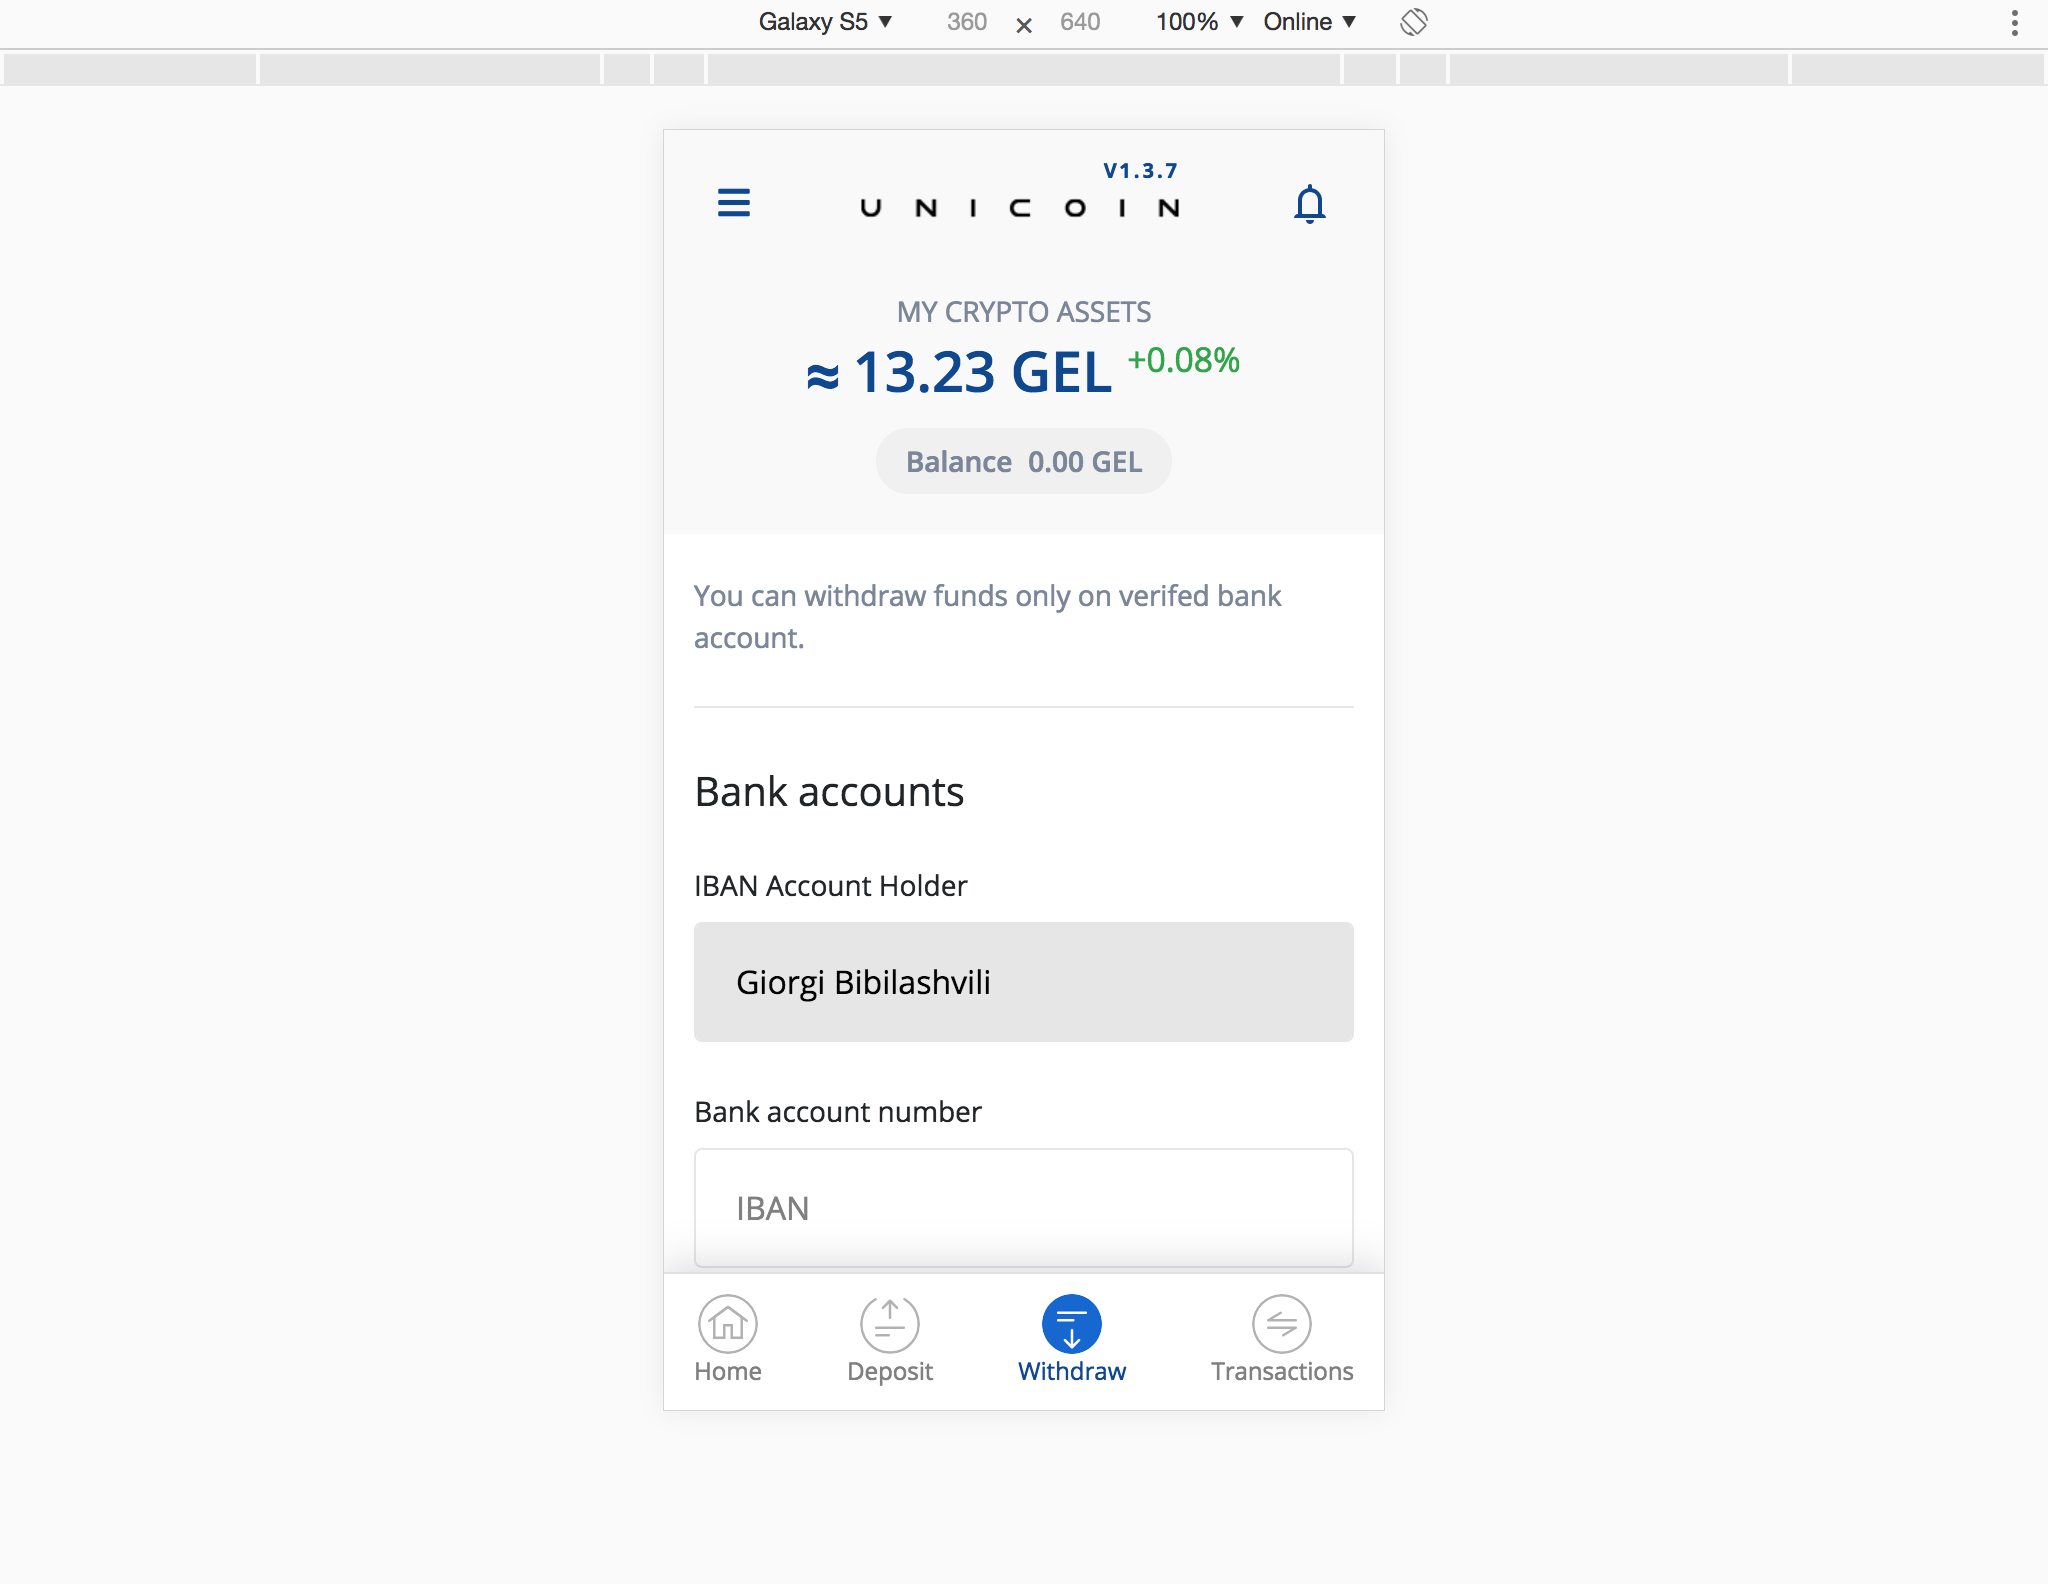 Galaxy S5 ▼ 360 × 640 100% ▼ Online ▼
V1.3.7
UNICOIN
MY CRYPTO ASSETS
≈ 13.23 GEL +0.08%
Balance 0.00 GEL
You can withdraw funds only on verifed bank
account.
Bank accounts
IBAN Account Holder
Giorgi Bibilashvili
Bank account number
IBAN
Home Deposit Withdraw Transactions